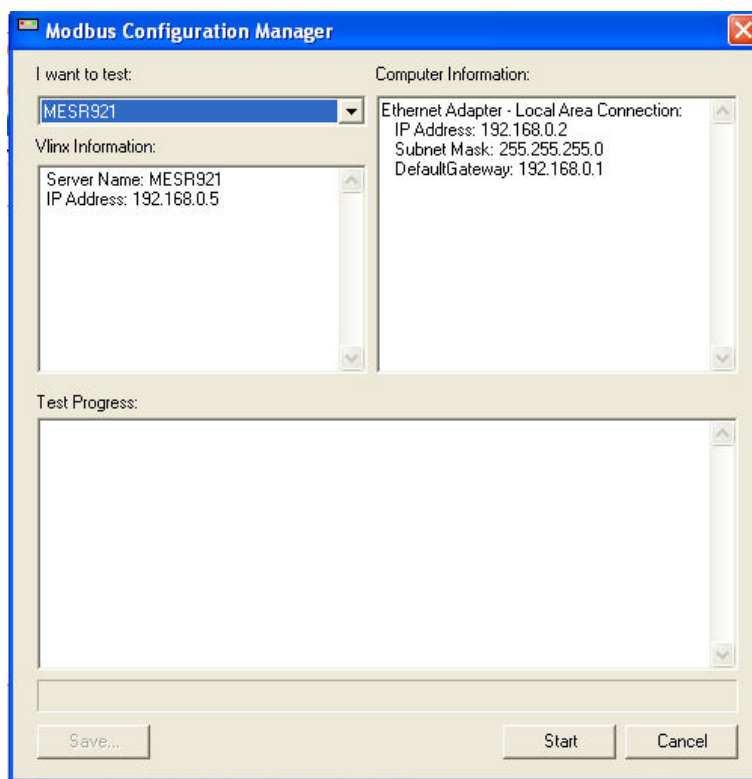 Modbus Configuration Manager
I want to test:
MESR921
Vlinx Information:
Server Name: MESR921
IP Address: 192.168.0.5
Computer Information:
Ethernet Adapter - Local Area Connection:
IP Address: 192.168.0.2
Subnet Mask: 255.255.255.0
DefaultGateway: 192.168.0.1
Test Progress:
Save...
Start
Cancel